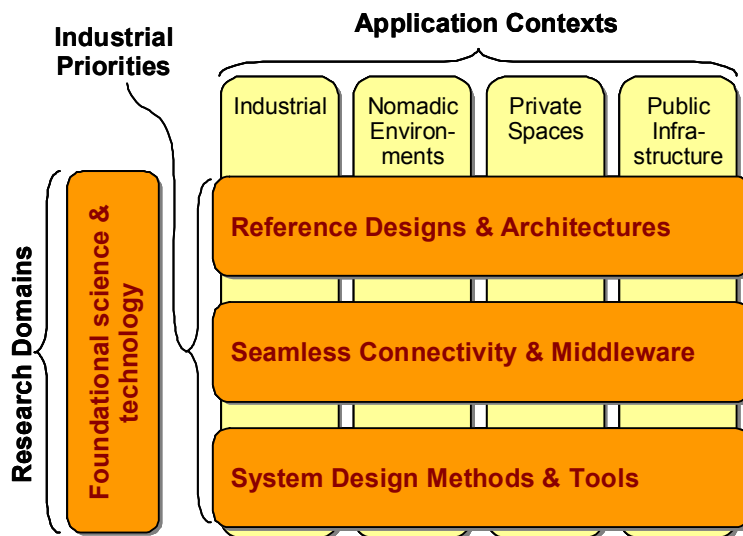 Industrial
Priorities
Application Contexts
Industrial
Nomadic
Environ-
ments
Private
Spaces
Public
Infra-
structure
Research Domains
Foundational science &
technology
Reference Designs & Architectures
Seamless Connectivity & Middleware
System Design Methods & Tools